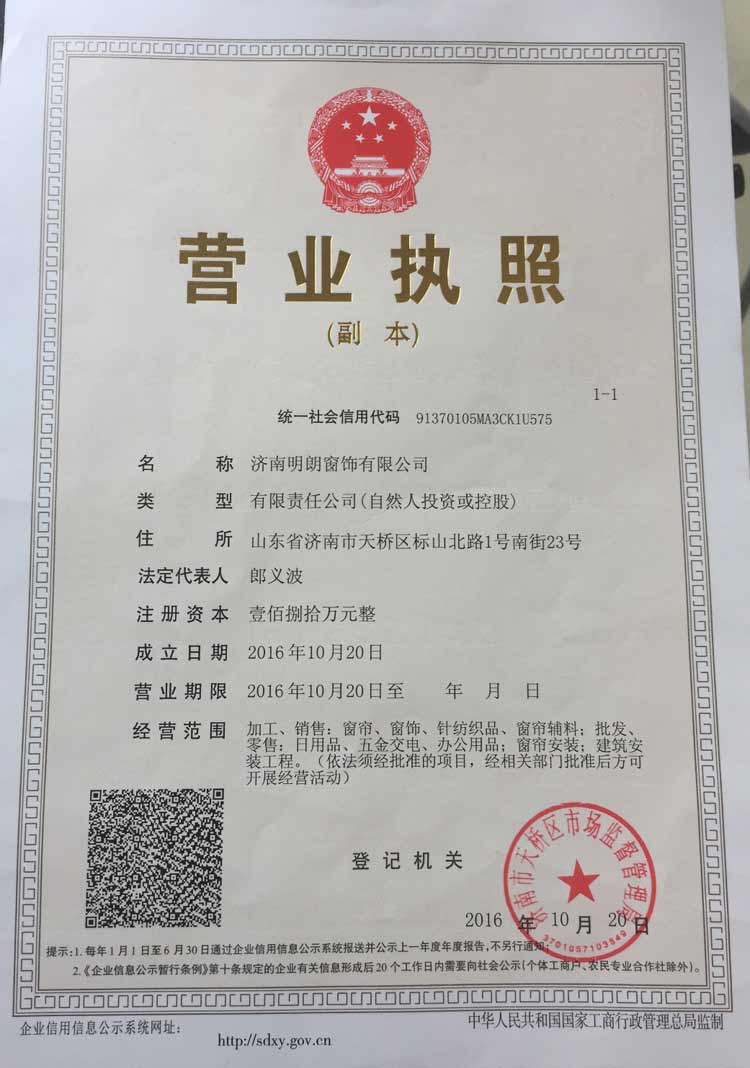 营业执照
(副 本)
1-1
统一社会信用代码 91370105MA3CK1U575
名 称 济南明朗窗饰有限公司
类 型 有限责任公司(自然人投资或控股)
住 所 山东省济南市天桥区标山北路1号南街23号
法定代表人 郎义波
注册资本 壹佰捌拾万元整
成立日期 2016年10月20日
营业期限 2016年10月20日至 年 月 日
经营范围 加工、销售：窗帘、窗饰、针纺织品、窗帘辅料；批发、
零售：日用品、五金交电、办公用品；窗帘安装；建筑安
装工程。（依法须经批准的项目，经相关部门批准后方可
开展经营活动）
登记机关
济南市天桥区市场监督管理局
3701057103549
2016 年 10 月 20 日
提示：1. 每年1月1日至6月30日通过企业信用信息公示系统报送并公示上一年度年度报告，不另行通知；
2.《企业信息公示暂行条例》第十条规定的企业有关信息形成后20个工作日内需要向社会公示（个体工商户、农民专业合作社除外）。
企业信用信息公示系统网址：
http://sdxy.gov.cn
中华人民共和国国家工商行政管理总局监制